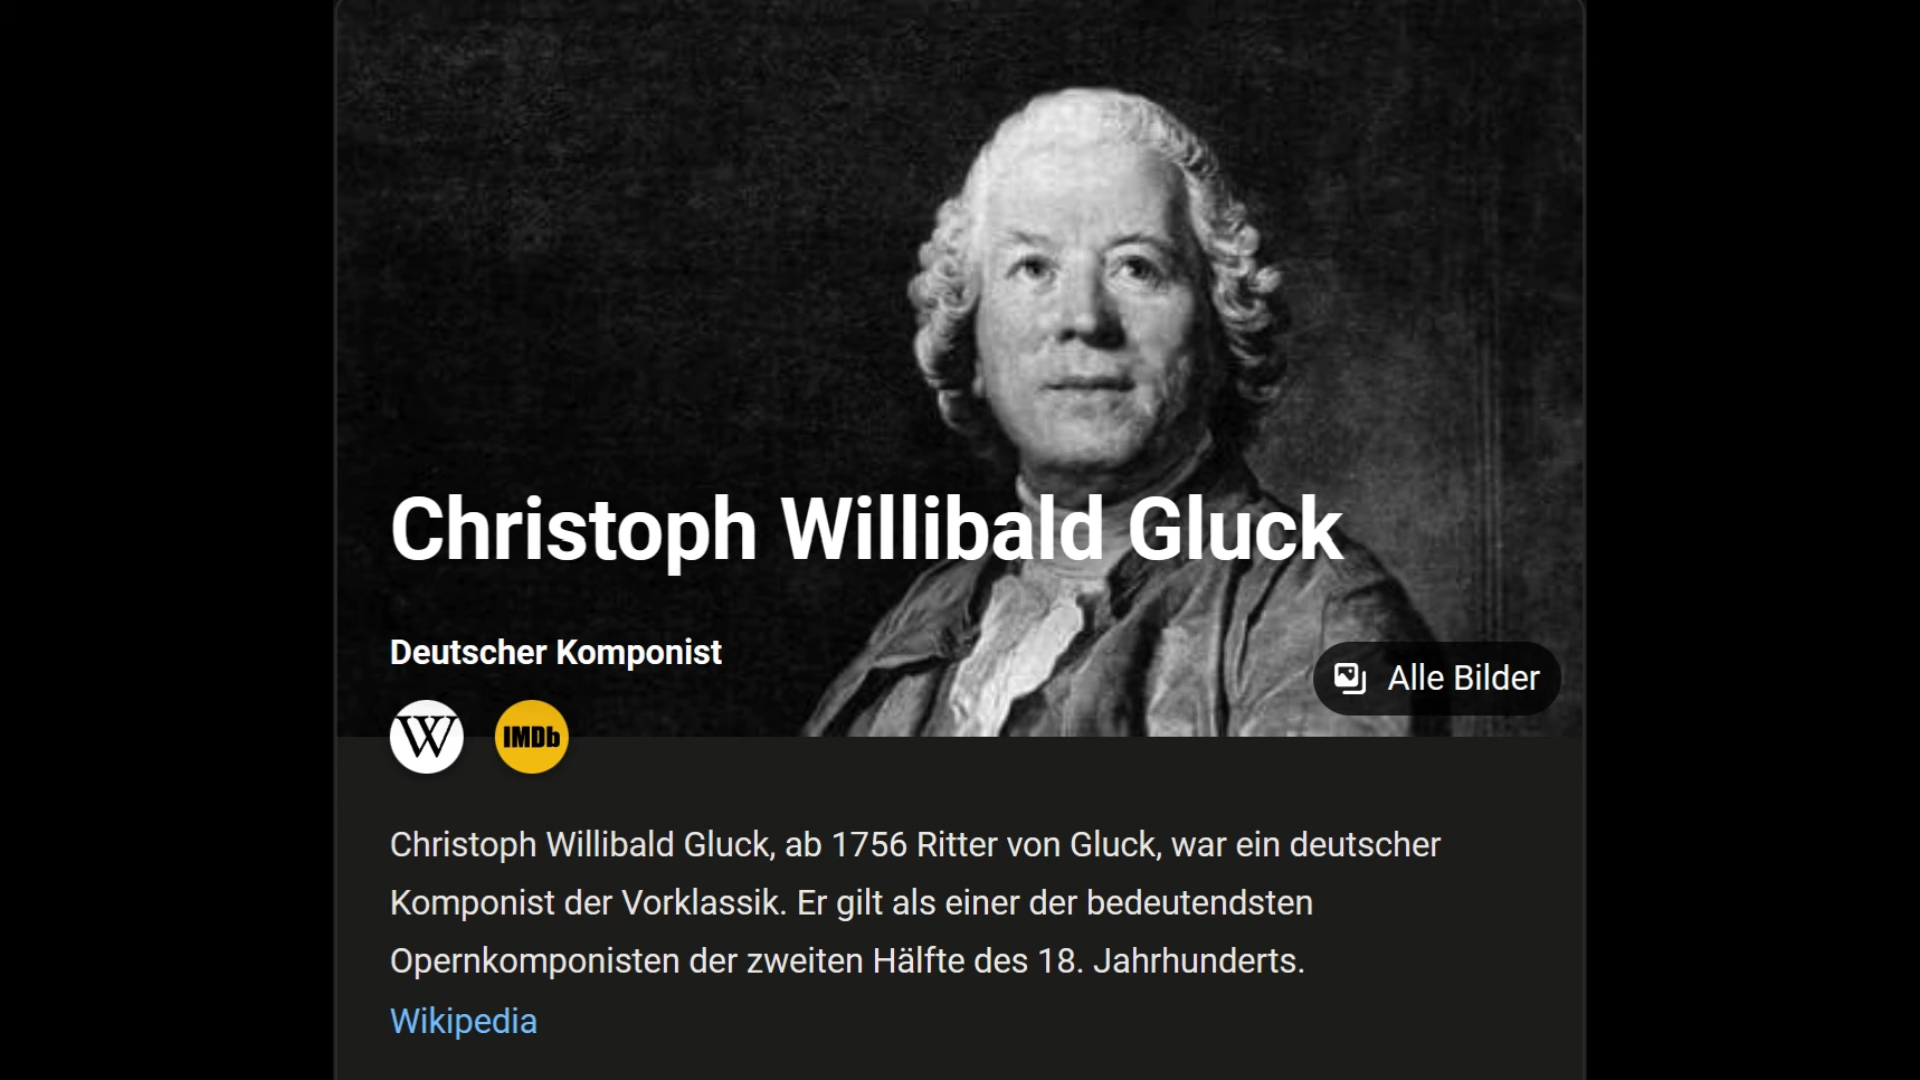 Christoph Willibald Gluck
Deutscher Komponist
Alle Bilder
W
IMDb
Christoph Willibald Gluck, ab 1756 Ritter von Gluck, war ein deutscher
Komponist der Vorklassik. Er gilt als einer der bedeutendsten
Opernkomponisten der zweiten Hälfte des 18. Jahrhunderts.
Wikipedia